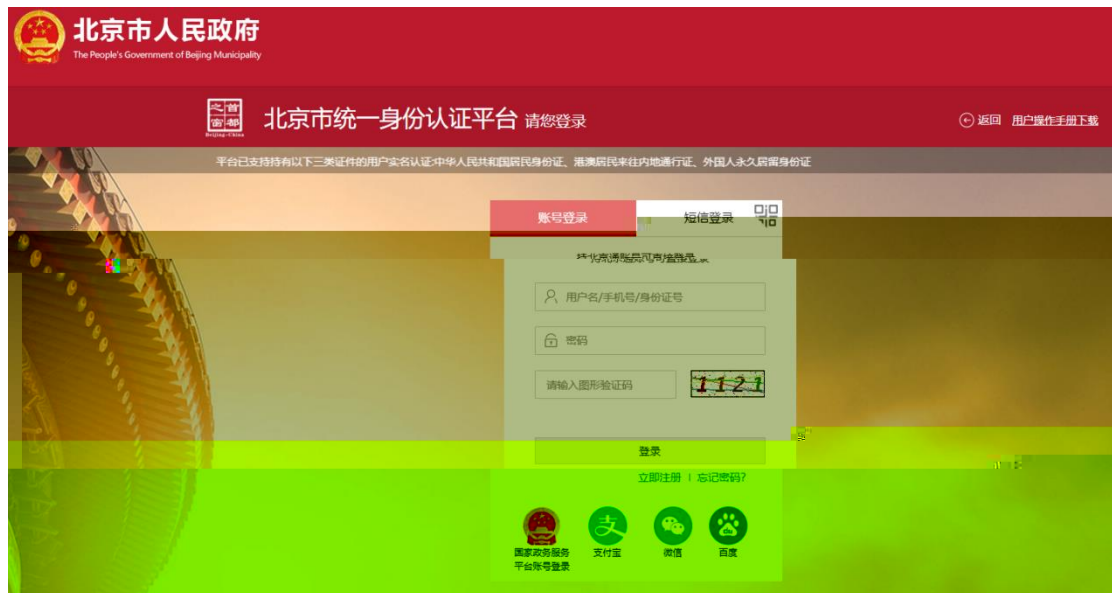 北京市人民政府
The People's Government of Beijing Municipality
之首
窗都
Beijing-China
北京市统一身份认证平台 请您登录
返回 用户操作手册下载
平台已支持持有以下三类证件的用户实名认证:中华人民共和国居民身份证、港澳居民来往内地通行证、外国人永久居留身份证
账号登录 短信登录
用户名/手机号/身份证号
密码
请输入图形验证码 1121
登录
立即注册 | 忘记密码?
国家政务服务
平台账号登录
支付宝
微信
百度